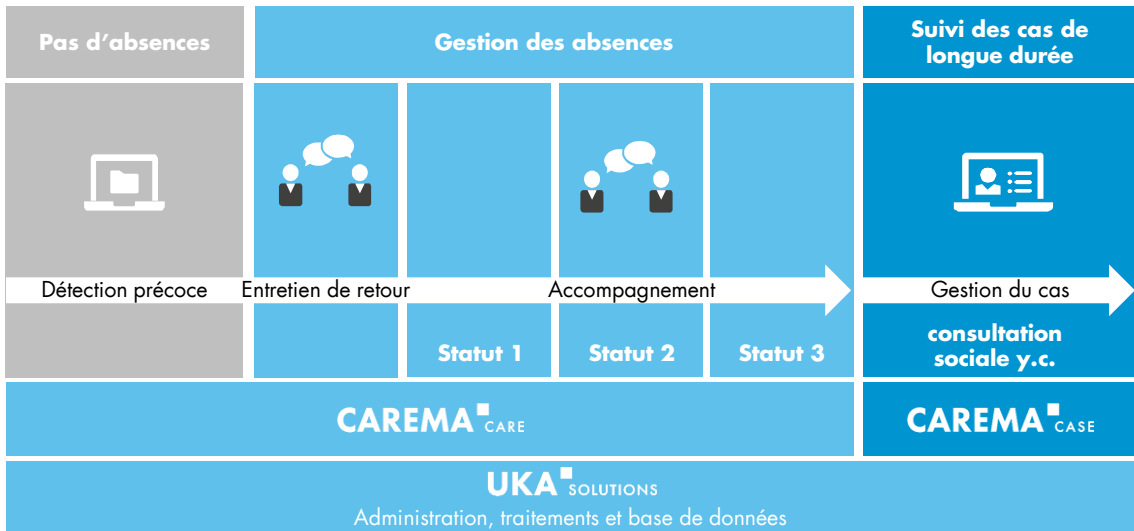 Pas d’absences
Gestion des absences
Suivi des cas de
longue durée
Détection précoce
Entretien de retour
Accompagnement
Gestion du cas
Statut 1
Statut 2
Statut 3
consultation
sociale y.c.
CAREMA CARE
CAREMA CASE
UKA SOLUTIONS
Administration, traitements et base de données